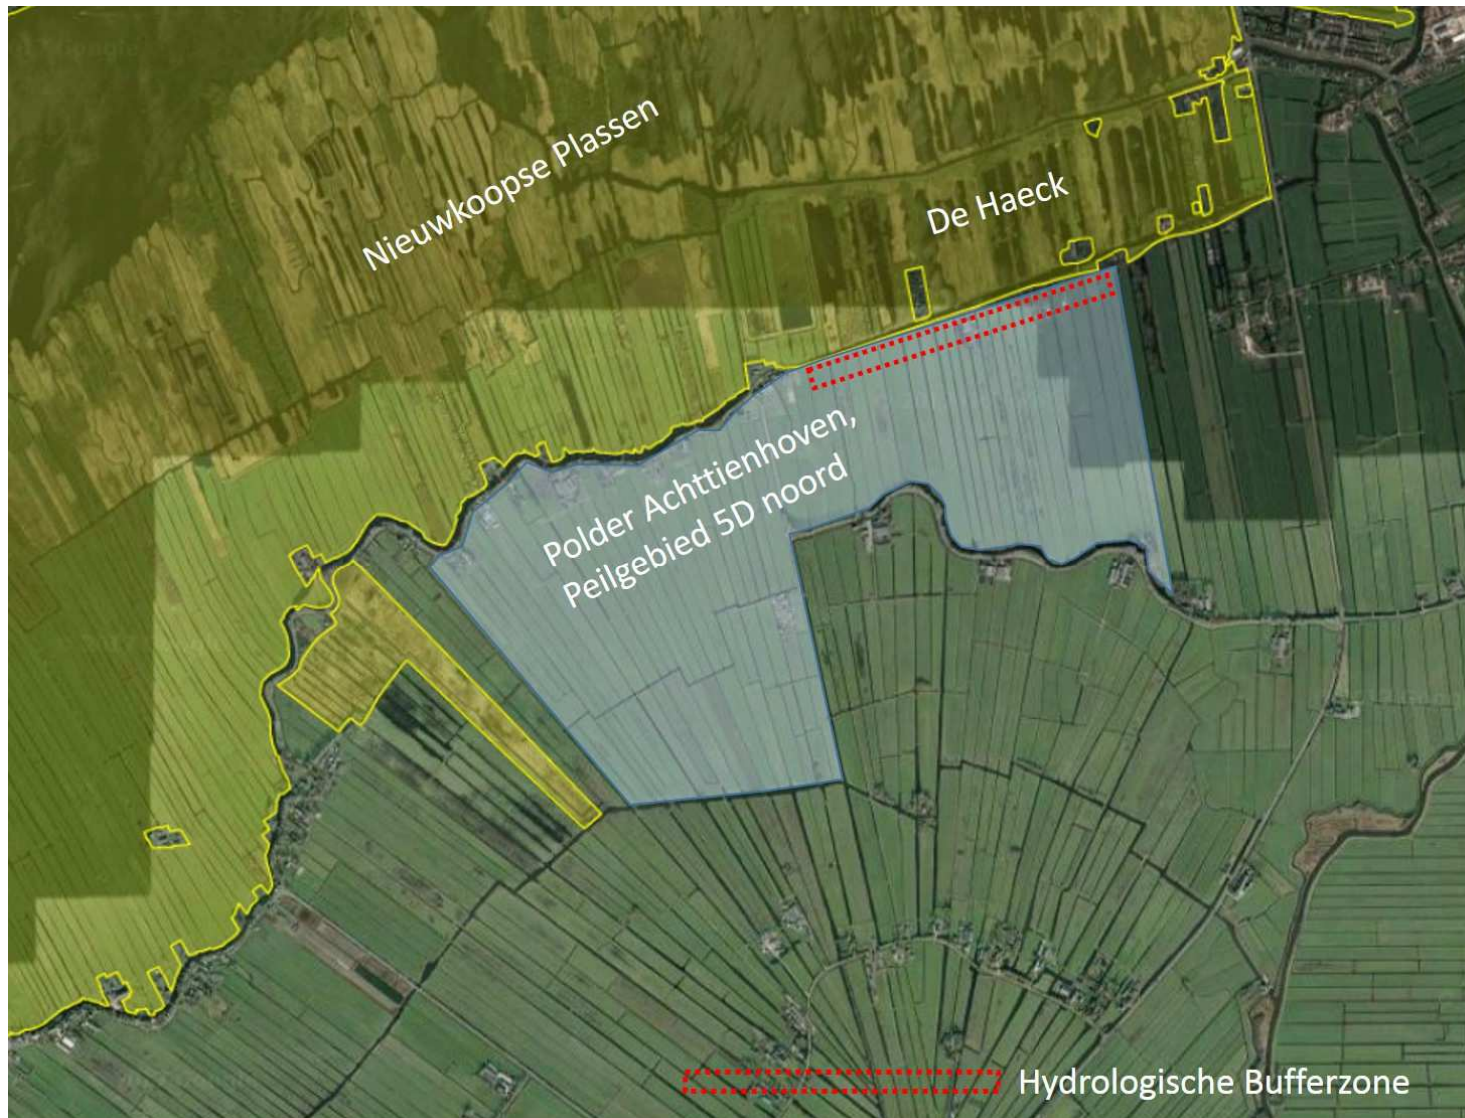 Nieuwkoopse Plassen
De Haeck
Polder Achttienhoven,
Peilgebied 5D noord
Hydrologische Bufferzone